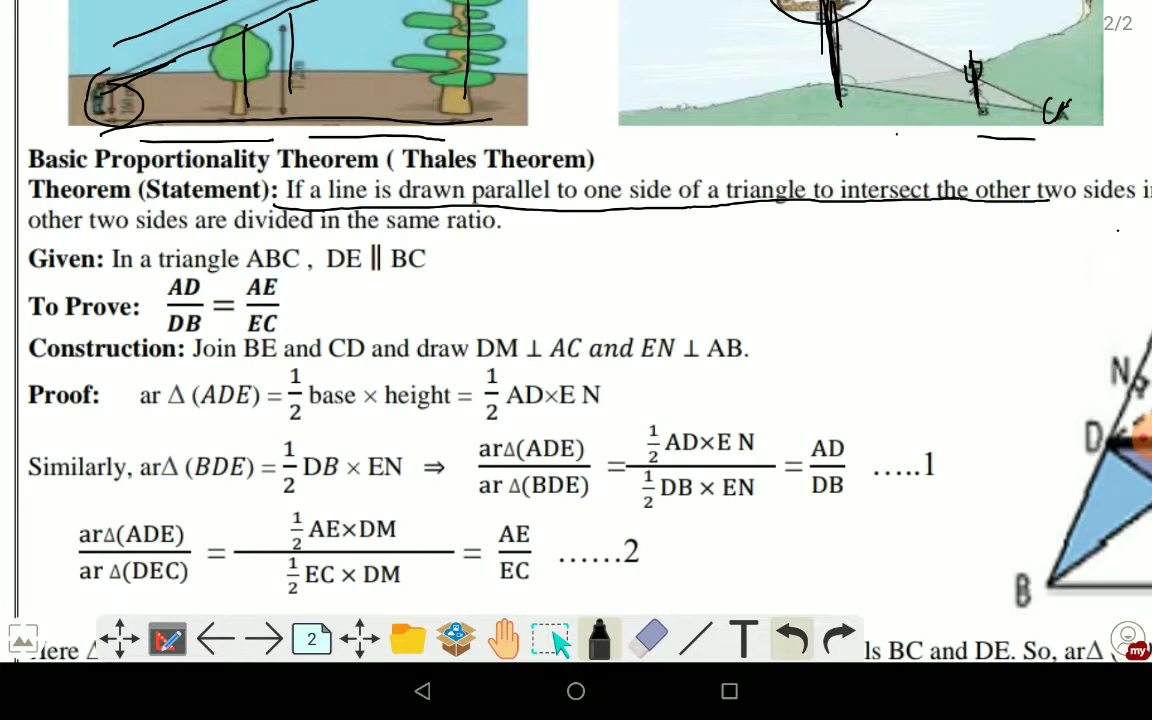 2/2
Basic Proportionality Theorem ( Thales Theorem)
Theorem (Statement): If a line is drawn parallel to one side of a triangle to intersect the other two sides
other two sides are divided in the same ratio.
Given: In a triangle ABC , DE ∥ BC
To Prove: AD/DB = AE/EC
Construction: Join BE and CD and draw DM ⊥ AC and EN ⊥ AB.
Proof: ar Δ (ADE) = 1/2 base × height = 1/2 AD×E N
Similarly, arΔ (BDE) = 1/2 DB × EN ⇒ arΔ(ADE)/ar Δ(BDE) = 1/2 AD×E N / 1/2 DB × EN = AD/DB …..1
arΔ(ADE)/ar Δ(DEC) = 1/2 AE×DM / 1/2 EC × DM = AE/EC ……2
N
D
B
2
T
ls BC and DE. So, arΔ
my